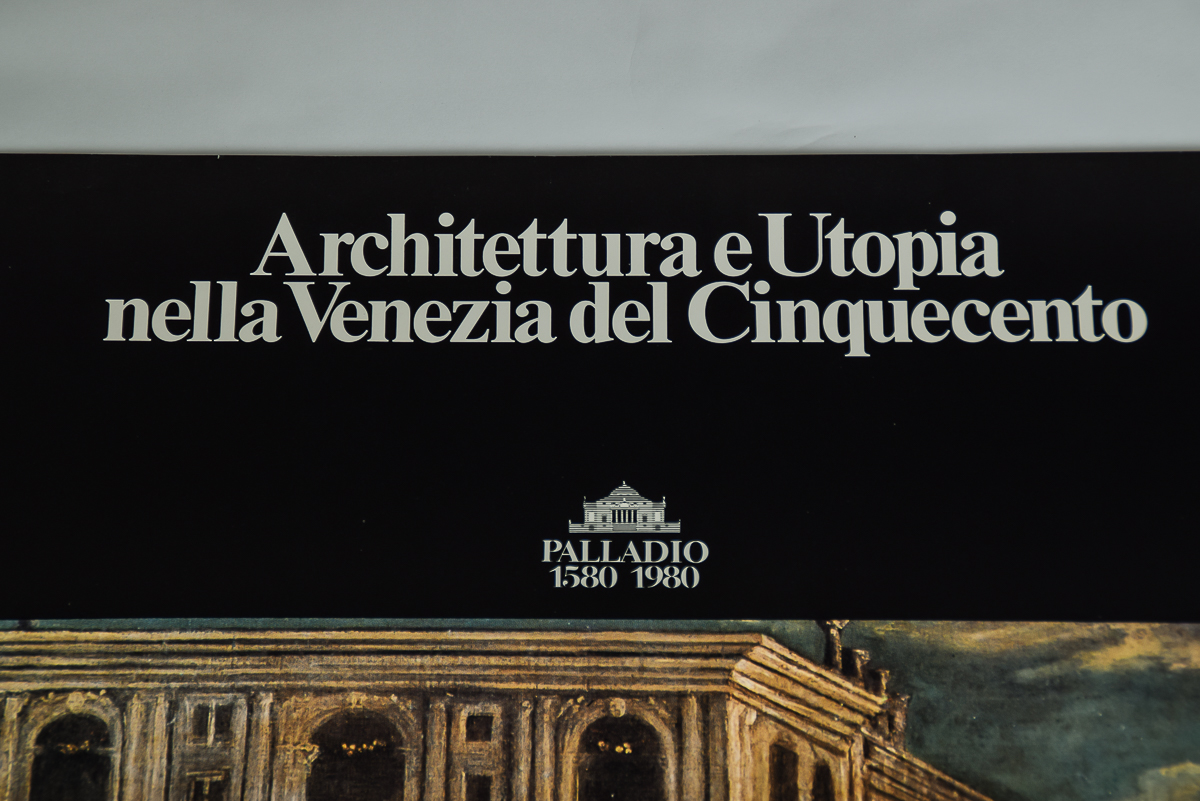 Architettura e Utopia
nella Venezia del Cinquecento
PALLADIO
1580 1980